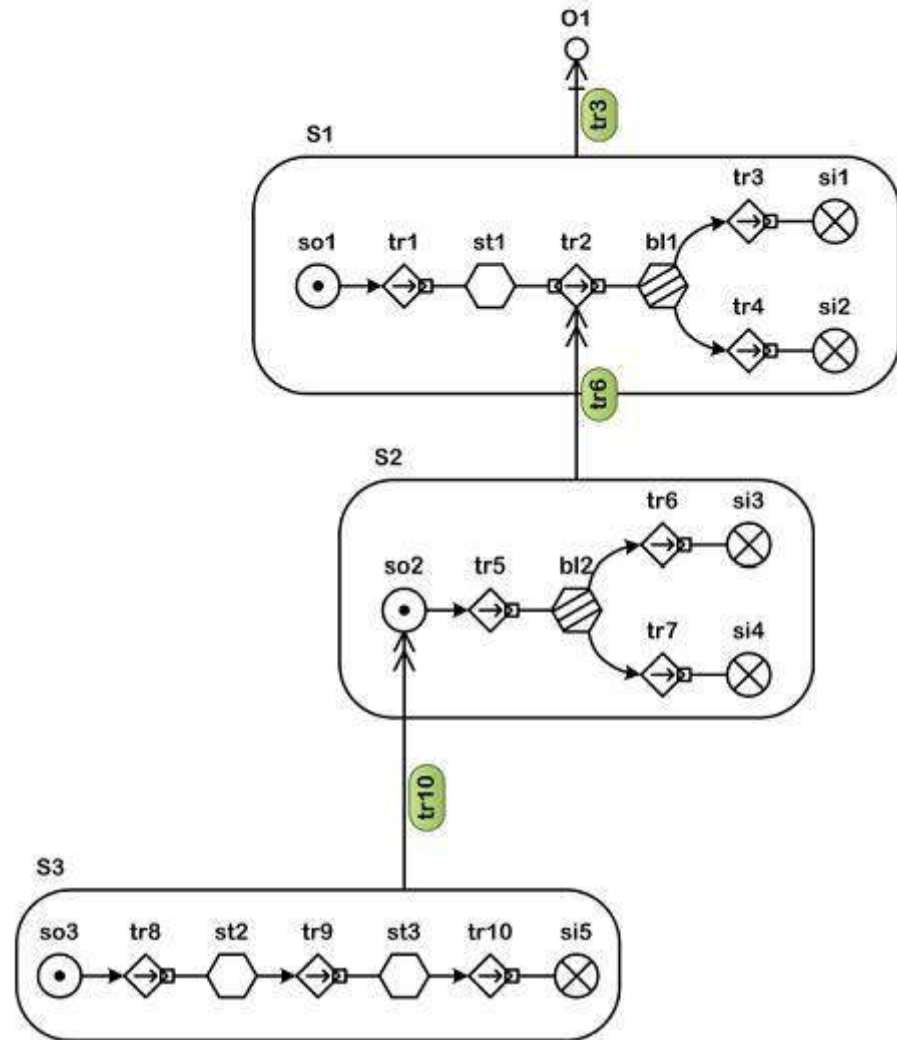 O1
tr3
S1
tr3 si1
so1 tr1 st1 tr2 bl1
tr4 si2
tr6
S2
tr6 si3
so2 tr5 bl2
tr7 si4
tr10
S3
so3 tr8 st2 tr9 st3 tr10 si5